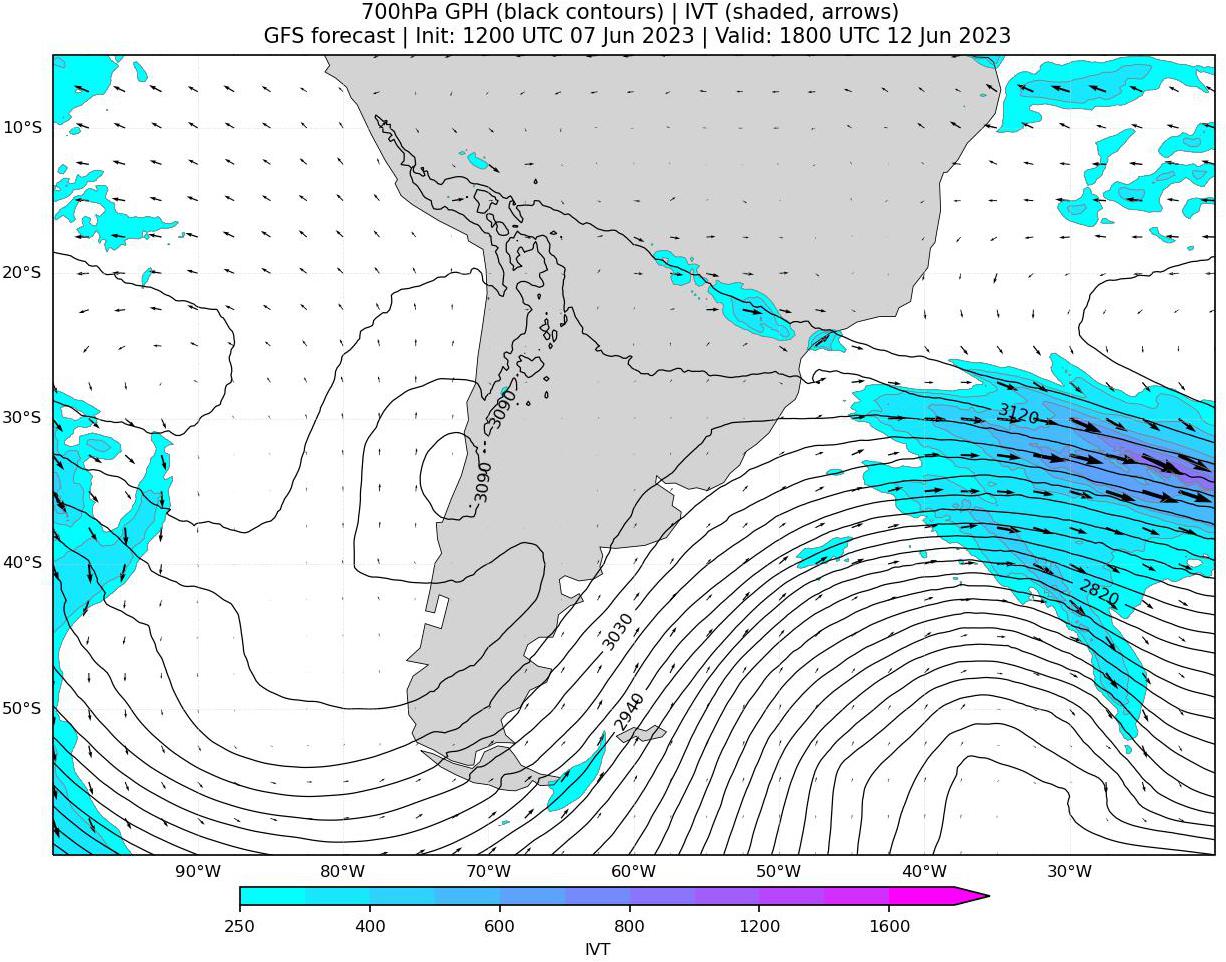 700hPa GPH (black contours) | IVT (shaded, arrows)
GFS forecast | Init: 1200 UTC 07 Jun 2023 | Valid: 1800 UTC 12 Jun 2023
10°S
20°S
3090
30°S
3120
3090
40°S
2820
3030
50°S
2940
90°W 80°W 70°W 60°W 50°W 40°W 30°W
250 400 600 800 1200 1600
IVT